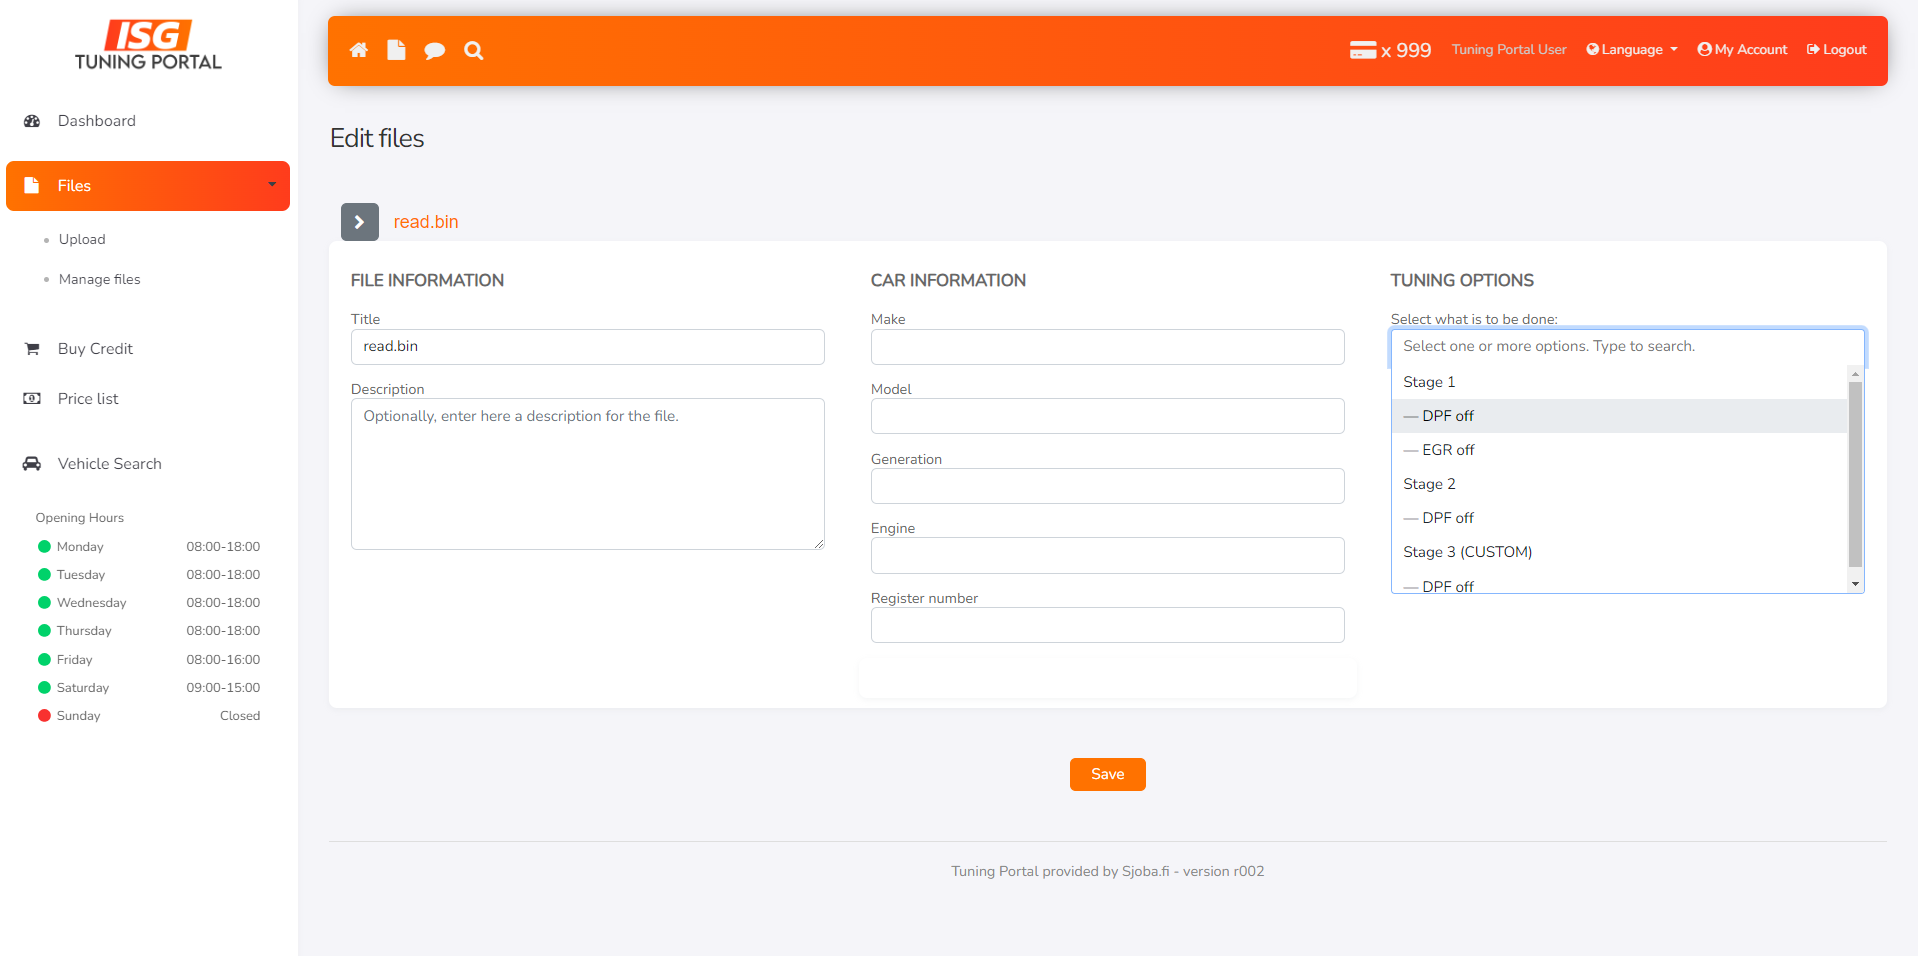 ISG
TUNING PORTAL
x 999
Tuning Portal User
Language
My Account
Logout
Dashboard
Files
Upload
Manage files
Buy Credit
Price list
Vehicle Search
Opening Hours
Monday 08:00-18:00
Tuesday 08:00-18:00
Wednesday 08:00-18:00
Thursday 08:00-18:00
Friday 08:00-16:00
Saturday 09:00-15:00
Sunday Closed
Edit files
read.bin
FILE INFORMATION
Title
read.bin
Description
Optionally, enter here a description for the file.
CAR INFORMATION
Make
Model
Generation
Engine
Register number
TUNING OPTIONS
Select what is to be done:
Select one or more options. Type to search.
Stage 1
— DPF off
— EGR off
Stage 2
— DPF off
Stage 3 (CUSTOM)
— DPF off
Save
Tuning Portal provided by Sjoba.fi - version r002